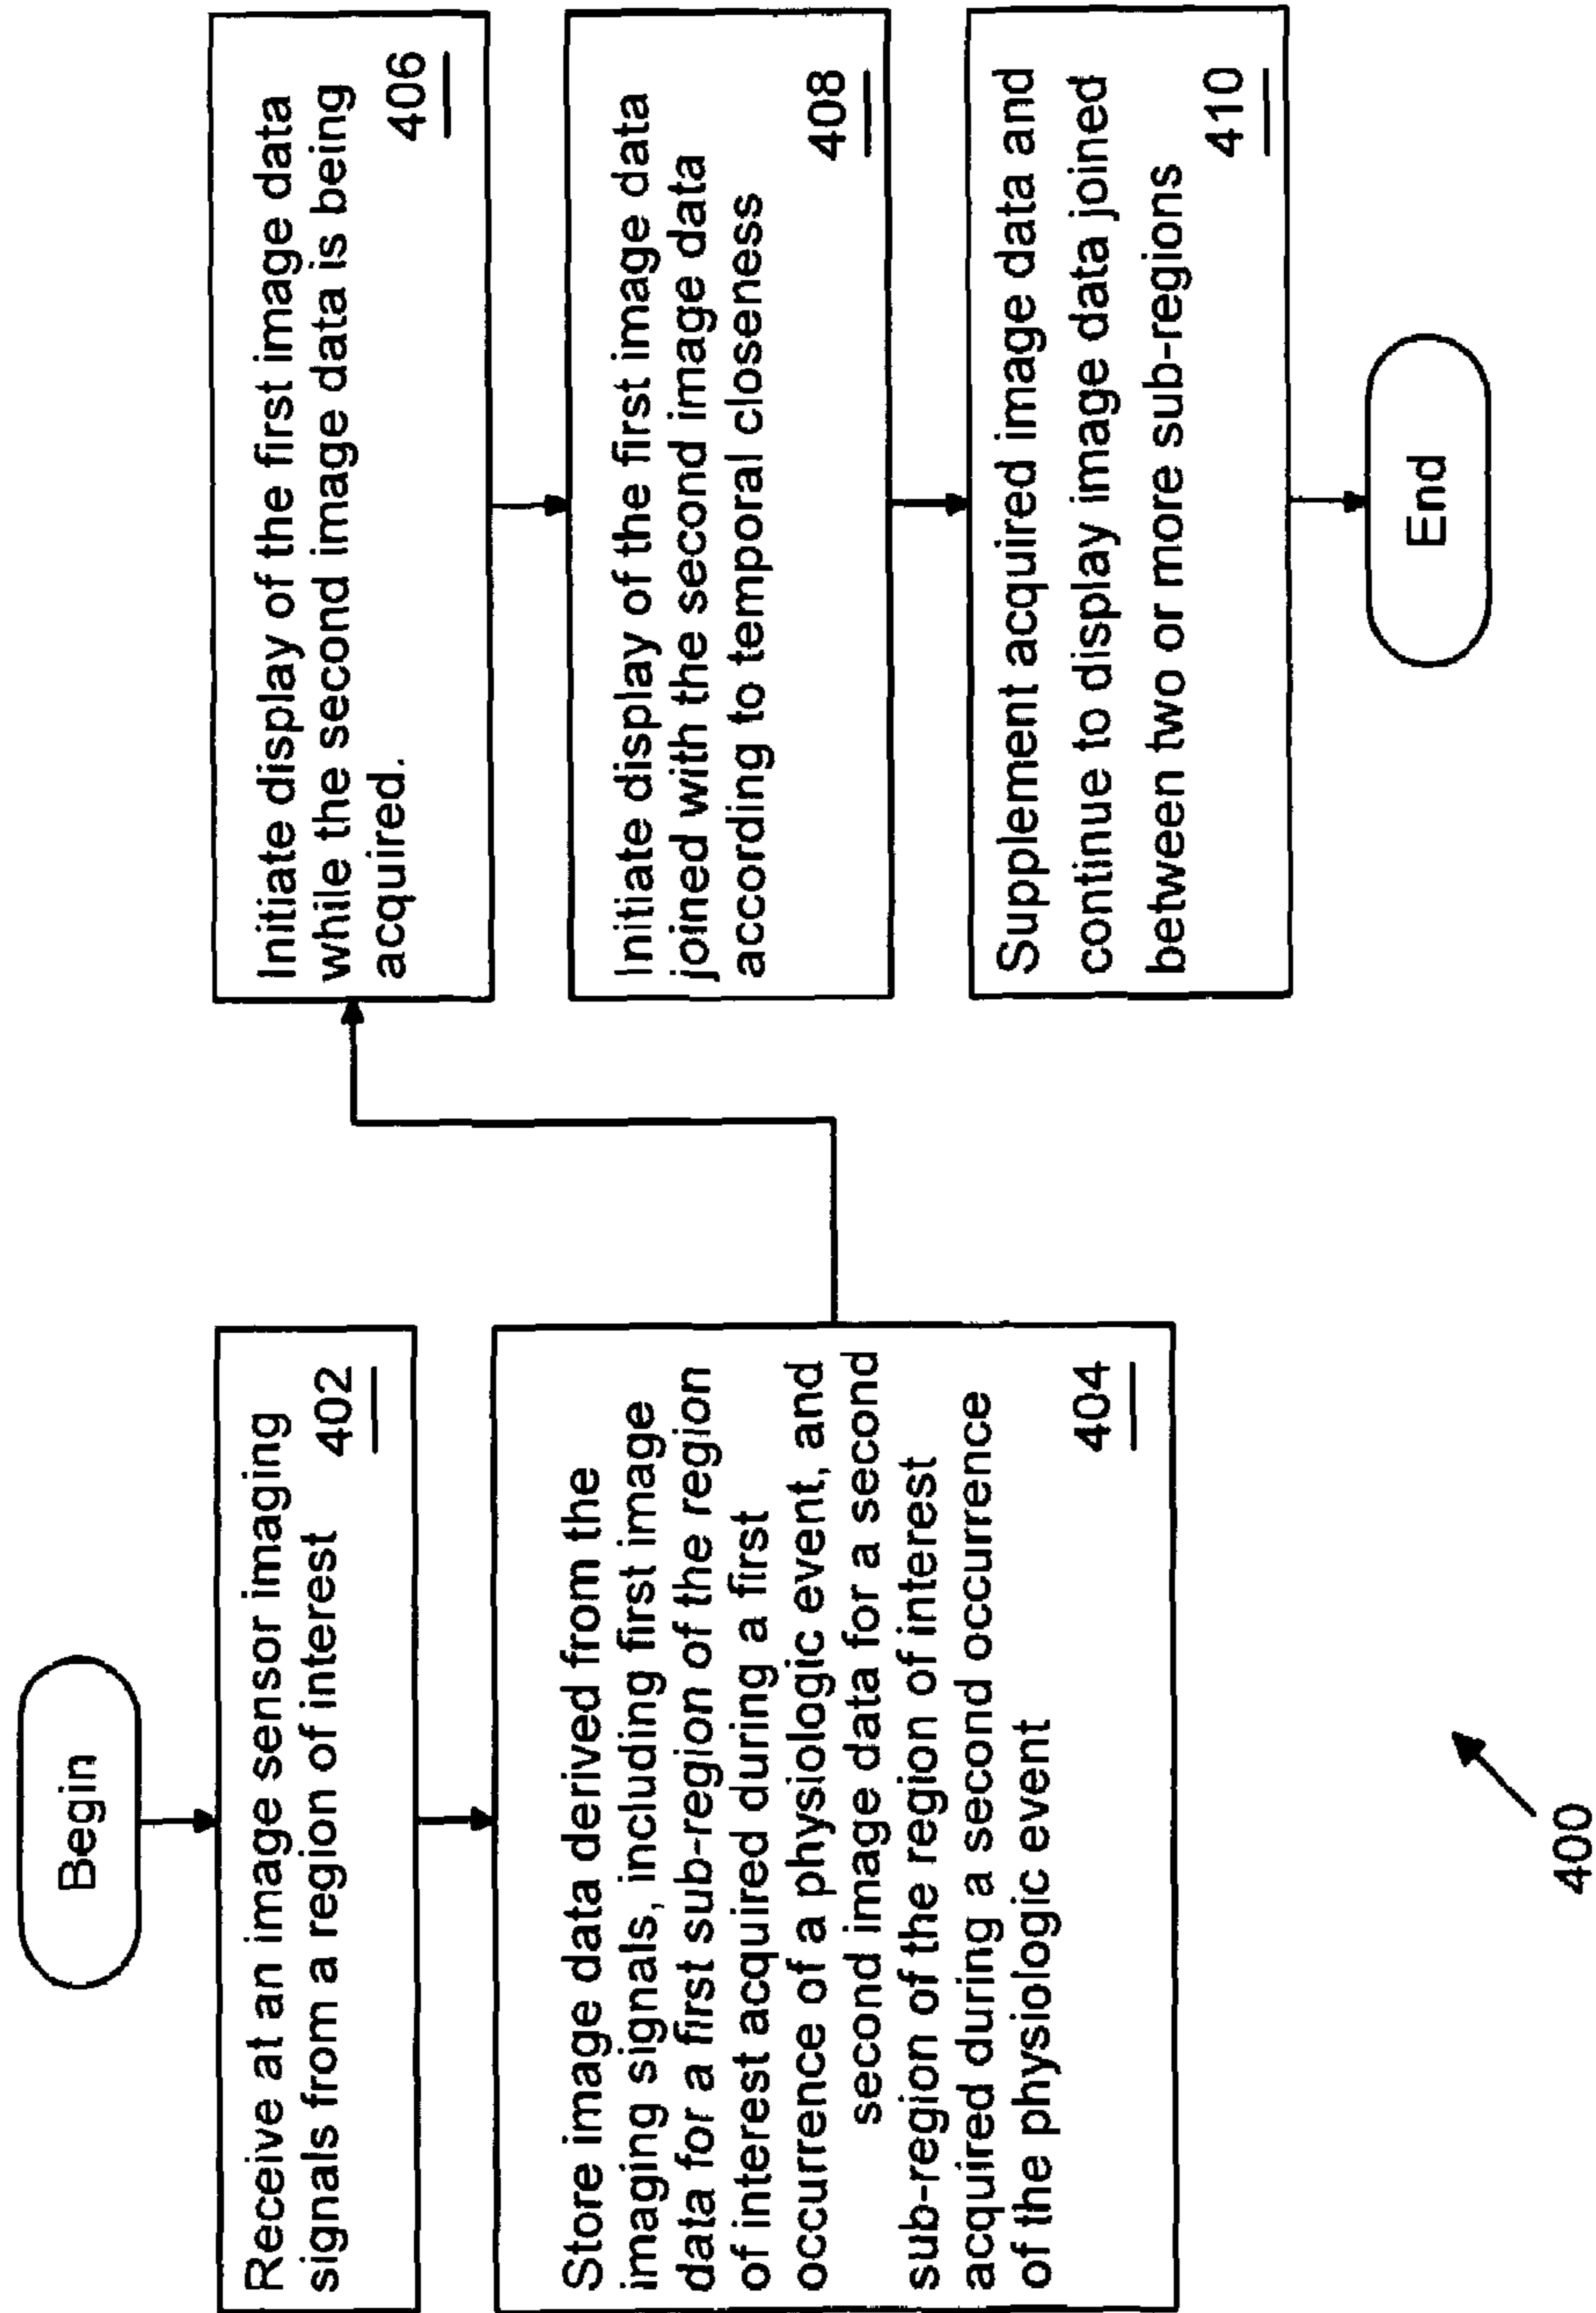 Begin
Receive at an image sensor imaging
signals from a region of interest
402
Store image data derived from the
imaging signals, including first image
data for a first sub-region of the region
of interest acquired during a first
occurrence of a physiologic event, and
second image data for a second
sub-region of the region of interest
acquired during a second occurrence
of the physiologic event
404
Initiate display of the first image data
while the second image data is being
acquired.
406
Initiate display of the first image data
joined with the second image data
according to temporal closeness
408
Supplement acquired image data and
continue to display image data joined
between two or more sub-regions
410
End
400